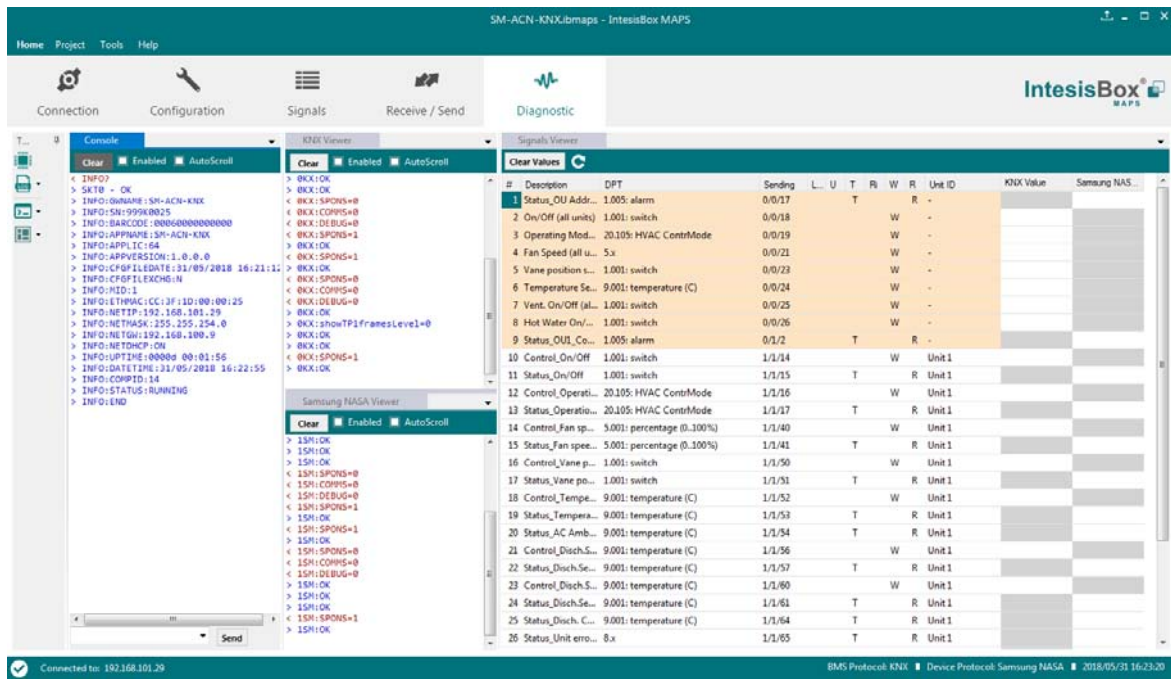 SM-ACN-KNX.ibmaps - IntesisBox MAPS
Home Project Tools Help
Connection Configuration Signals Receive / Send Diagnostic
IntesisBox® MAPS
T...
Console
Clear Enabled AutoScroll
< INFO?
> SKT0 - OK
> INFO:GWNAME:SM-ACN-KNX
> INFO:SN:999K0025
> INFO:BARCODE:00060000000000
> INFO:APPNAME:SM-ACN-KNX
> INFO:APPLIC:64
> INFO:APPVERSION:1.0.0.0
> INFO:CFGFILEDATE:31/05/2018 16:21:12
> INFO:CFGFILEXCHG:N
> INFO:MID:1
> INFO:ETHMAC:CC:3F:1D:00:00:25
> INFO:NETIP:192.168.101.29
> INFO:NETMASK:255.255.254.0
> INFO:NETGW:192.168.100.9
> INFO:NETDHCP:ON
> INFO:UPTIME:0000d 00:01:56
> INFO:DATETIME:31/05/2018 16:22:55
> INFO:COMPID:14
> INFO:STATUS:RUNNING
> INFO:END
Send
KNX Viewer
Clear Enabled AutoScroll
> 0KX:OK
< 0KX:SPONS=0
< 0KX:COMMS=0
< 0KX:DEBUG=0
< 0KX:SPONS=1
> 0KX:OK
< 0KX:SPONS=1
> 0KX:OK
< 0KX:SPONS=0
< 0KX:COMMS=0
< 0KX:DEBUG=0
> 0KX:OK
> 0KX:showTP1framesLevel=0
> 0KX:OK
> 0KX:OK
< 0KX:SPONS=1
> 0KX:OK
Samsung NASA Viewer
Clear Enabled AutoScroll
> 1SM:OK
> 1SM:OK
> 1SM:OK
< 1SM:SPONS=0
< 1SM:COMMS=0
< 1SM:DEBUG=0
< 1SM:SPONS=1
> 1SM:OK
< 1SM:SPONS=1
> 1SM:OK
< 1SM:SPONS=0
< 1SM:COMMS=0
< 1SM:DEBUG=0
> 1SM:OK
> 1SM:OK
> 1SM:OK
< 1SM:SPONS=1
> 1SM:OK
Signals Viewer
Clear Values
# Description DPT Sending L... U T Ri W R Unit ID KNX Value Samsung NAS...
1 Status_OU Addr... 1.005: alarm 0/0/17 T R -
2 On/Off (all units) 1.001: switch 0/0/18 W -
3 Operating Mod... 20.105: HVAC ContrMode 0/0/19 W -
4 Fan Speed (all u... 5.x 0/0/21 W -
5 Vane position s... 1.001: switch 0/0/23 W -
6 Temperature Se... 9.001: temperature (C) 0/0/24 W -
7 Vent. On/Off (al... 1.001: switch 0/0/25 W -
8 Hot Water On/... 1.001: switch 0/0/26 W -
9 Status_OU1_Co... 1.005: alarm 0/0/2 T R -
10 Control_On/Off 1.001: switch 1/1/14 W Unit 1
11 Status_On/Off 1.001: switch 1/1/15 T R Unit 1
12 Control_Operati... 20.105: HVAC ContrMode 1/1/16 W Unit 1
13 Status_Operatio... 20.105: HVAC ContrMode 1/1/17 T R Unit 1
14 Control_Fan sp... 5.001: percentage (0..100%) 1/1/40 W Unit 1
15 Status_Fan spee... 5.001: percentage (0..100%) 1/1/41 T R Unit 1
16 Control_Vane p... 1.001: switch 1/1/50 W Unit 1
17 Status_Vane po... 1.001: switch 1/1/51 T R Unit 1
18 Control_Tempe... 9.001: temperature (C) 1/1/52 W Unit 1
19 Status_Tempera... 9.001: temperature (C) 1/1/53 T R Unit 1
20 Status_AC Amb... 9.001: temperature (C) 1/1/54 T R Unit 1
21 Control_Disch.S... 9.001: temperature (C) 1/1/56 W Unit 1
22 Status_Disch.Se... 9.001: temperature (C) 1/1/57 T R Unit 1
23 Control_Disch.S... 9.001: temperature (C) 1/1/60 W Unit 1
24 Status_Disch.Se... 9.001: temperature (C) 1/1/61 T R Unit 1
25 Status_Disch. C... 9.001: temperature (C) 1/1/64 T R Unit 1
26 Status_Unit erro... 8.x 1/1/65 T R Unit 1
Connected to: 192.168.101.29
BMS Protocol: KNX Device Protocol: Samsung NASA 2018/05/31 16:23:20